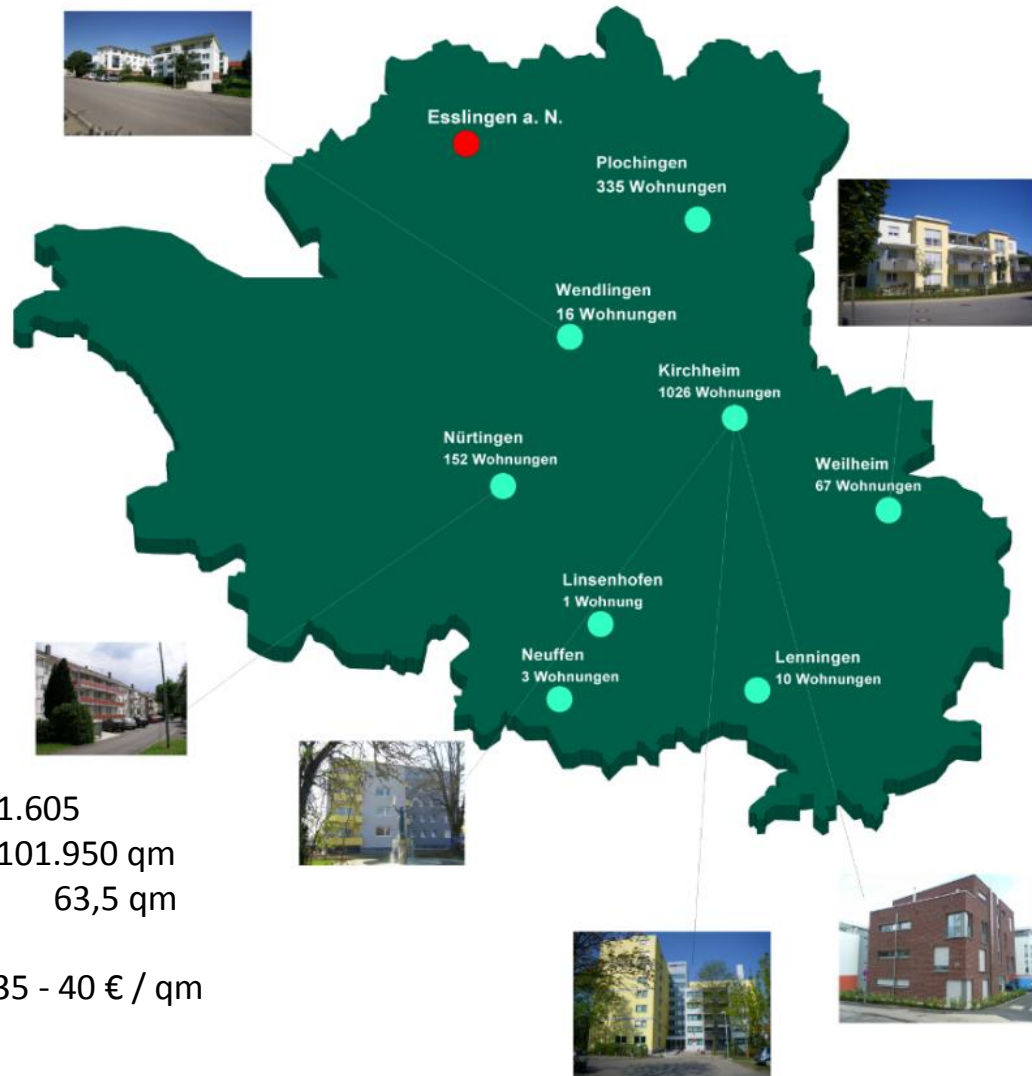 Esslingen a. N.
Plochingen
335 Wohnungen
Wendlingen
16 Wohnungen
Kirchheim
1026 Wohnungen
Nürtingen
152 Wohnungen
Weilheim
67 Wohnungen
Linsenhofen
1 Wohnung
Neuffen
3 Wohnungen
Lenningen
10 Wohnungen
1.605
101.950 qm
63,5 qm
35 - 40 € / qm